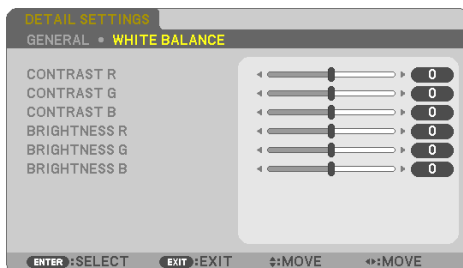 DETAIL SETTINGS
GENERAL • WHITE BALANCE
CONTRAST R 0
CONTRAST G 0
CONTRAST B 0
BRIGHTNESS R 0
BRIGHTNESS G 0
BRIGHTNESS B 0
ENTER :SELECT EXIT :EXIT :MOVE :MOVE